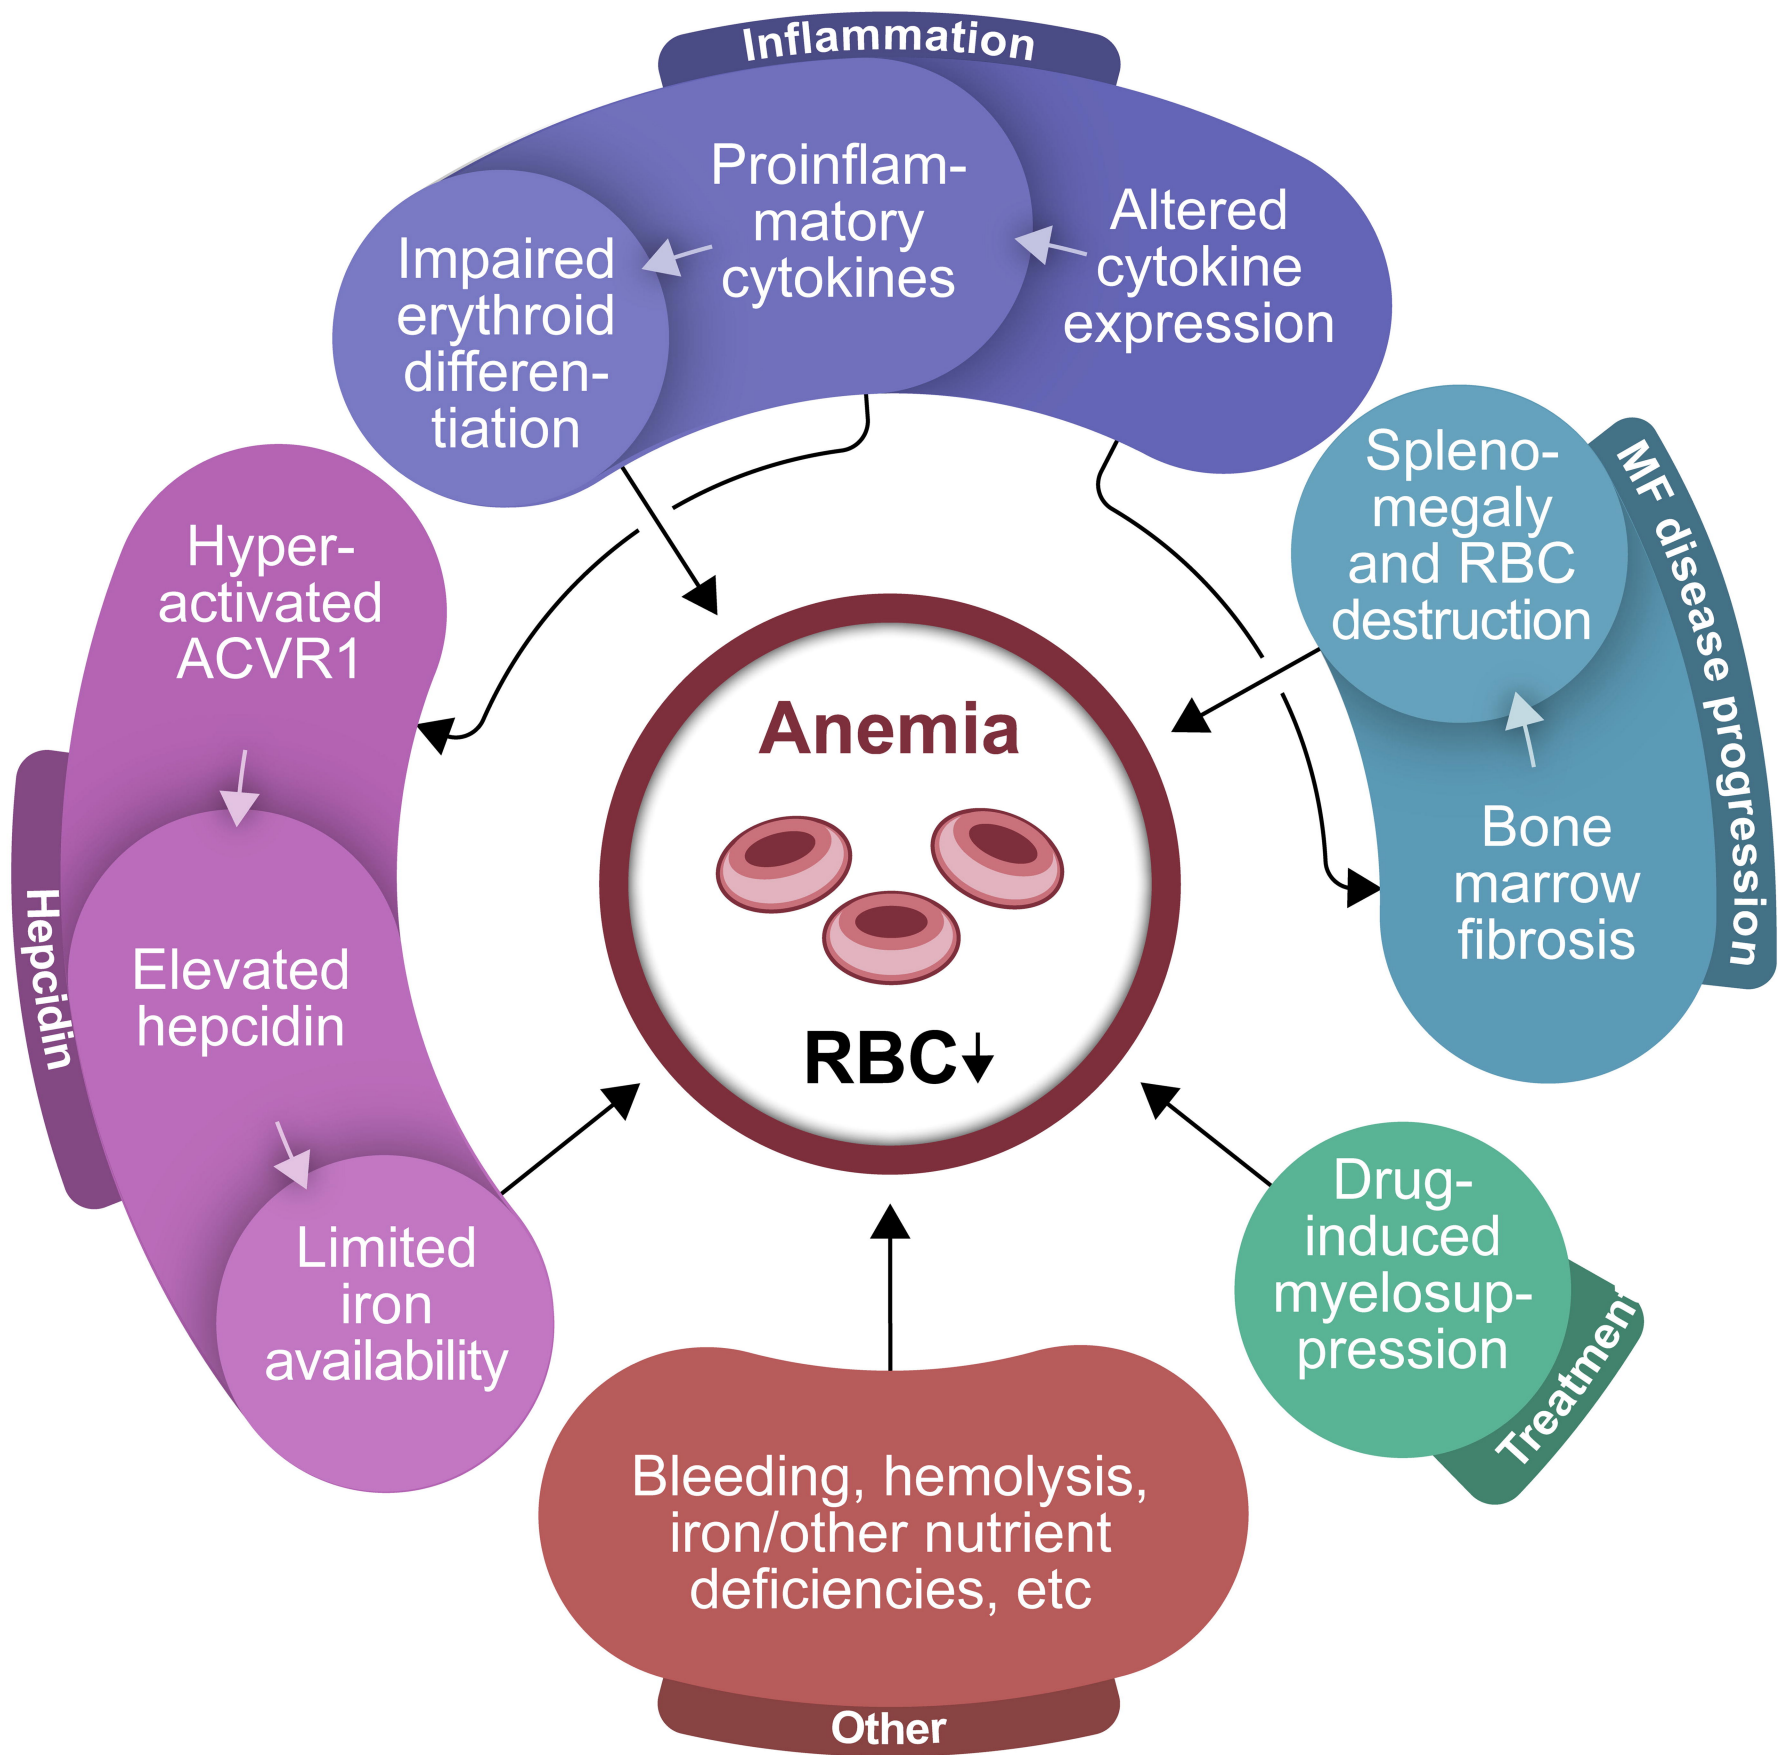 Inflammation
Proinflam-
matory
cytokines
Altered
cytokine
expression
Impaired
erythroid
differen-
tiation
Spleno-
megaly
and RBC
destruction
MF disease progression
Bone
marrow
fibrosis
Hyper-
activated
ACVR1
Hepcidin
Elevated
hepcidin
Limited
iron
availability
Anemia
RBC↓
Drug-
induced
myelosup-
pression
Treatment
Bleeding, hemolysis,
iron/other nutrient
deficiencies, etc
Other